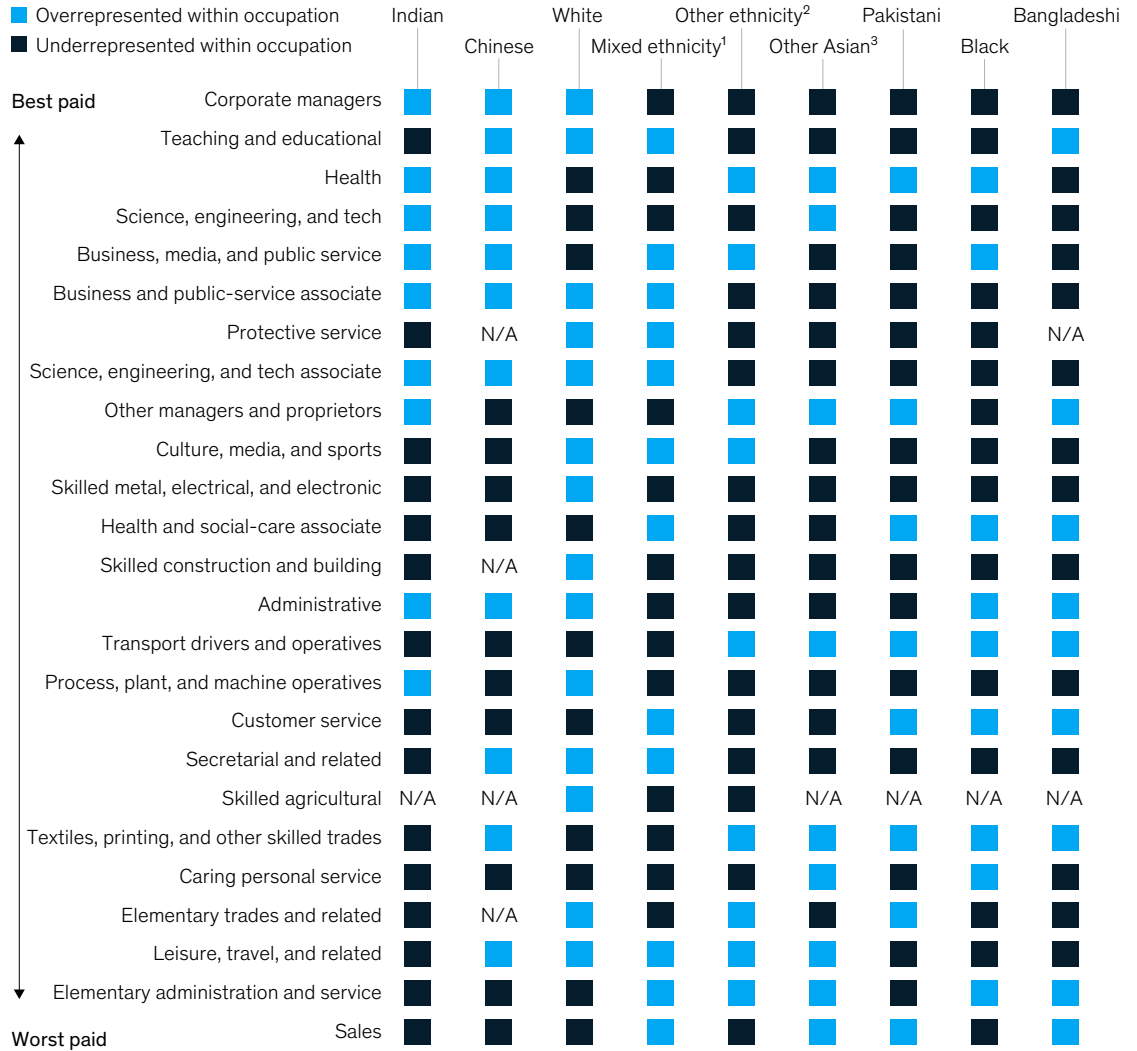 Overrepresented within occupation
Underrepresented within occupation
Indian
White
Other ethnicity²
Pakistani
Bangladeshi
Chinese
Mixed ethnicity¹
Other Asian³
Black
Best paid
Corporate managers
Teaching and educational
Health
Science, engineering, and tech
Business, media, and public service
Business and public-service associate
Protective service N/A N/A
Science, engineering, and tech associate
Other managers and proprietors
Culture, media, and sports
Skilled metal, electrical, and electronic
Health and social-care associate
Skilled construction and building N/A
Administrative
Transport drivers and operatives
Process, plant, and machine operatives
Customer service
Secretarial and related
Skilled agricultural N/A N/A N/A N/A N/A N/A
Textiles, printing, and other skilled trades
Caring personal service
Elementary trades and related N/A
Leisure, travel, and related
Elementary administration and service
Sales
Worst paid